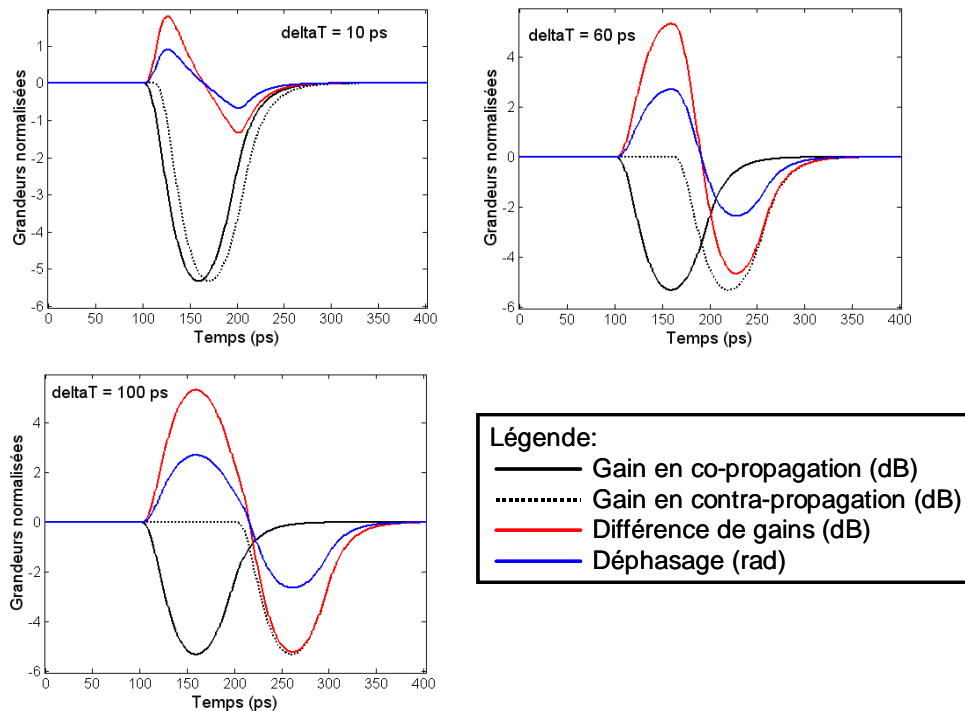 deltaT = 10 ps
Grandeurs normalisées
1
0
-1
-2
-3
-4
-5
-6
0 50 100 150 200 250 300 350 400
Temps (ps)
deltaT = 60 ps
Grandeurs normalisées
4
2
0
-2
-4
-6
0 50 100 150 200 250 300 350 400
Temps (ps)
deltaT = 100 ps
Grandeurs normalisées
4
2
0
-2
-4
-6
0 50 100 150 200 250 300 350 400
Temps (ps)
Légende:
Gain en co-propagation (dB)
Gain en contra-propagation (dB)
Différence de gains (dB)
Déphasage (rad)